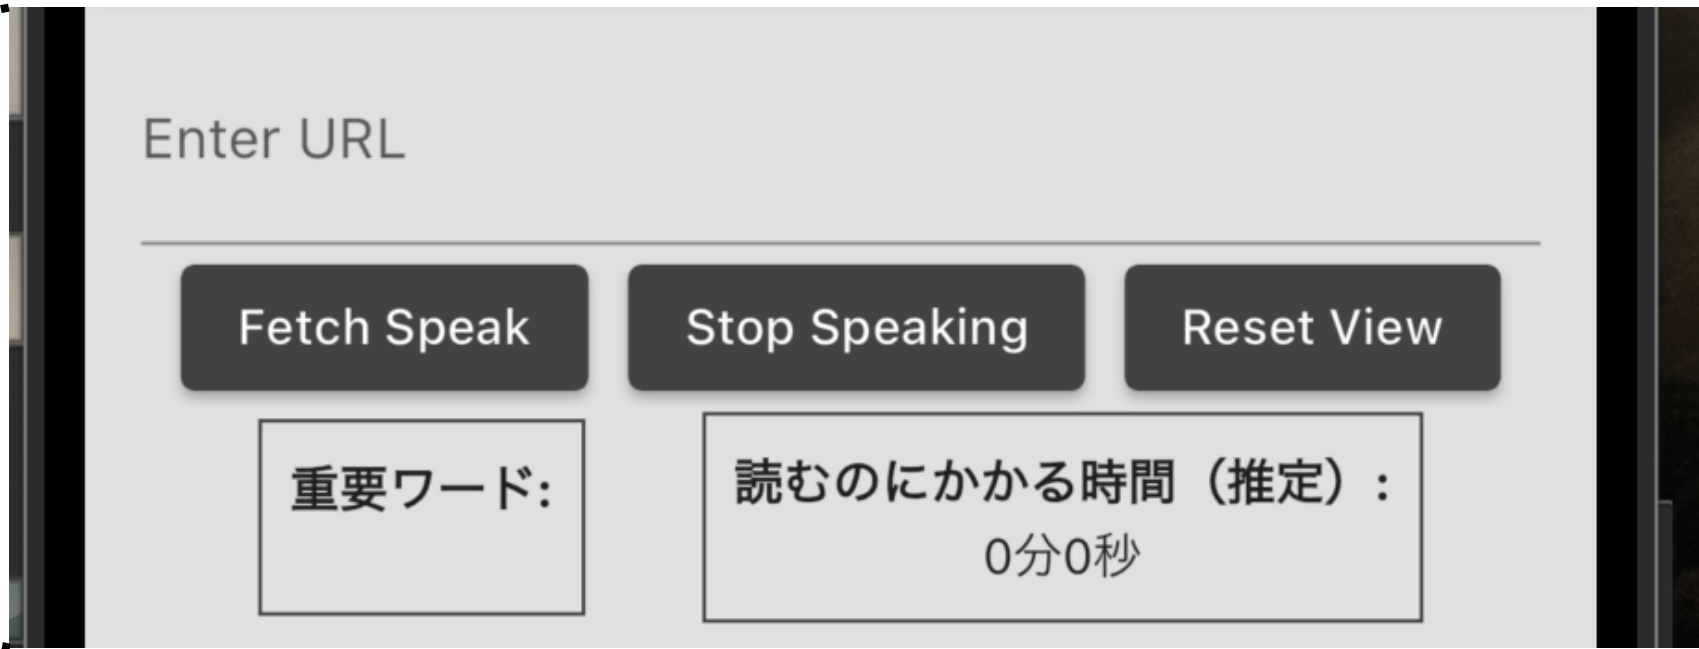 Enter URL
Fetch Speak
Stop Speaking
Reset View
重要ワード:
読むのにかかる時間（推定）:
0分0秒